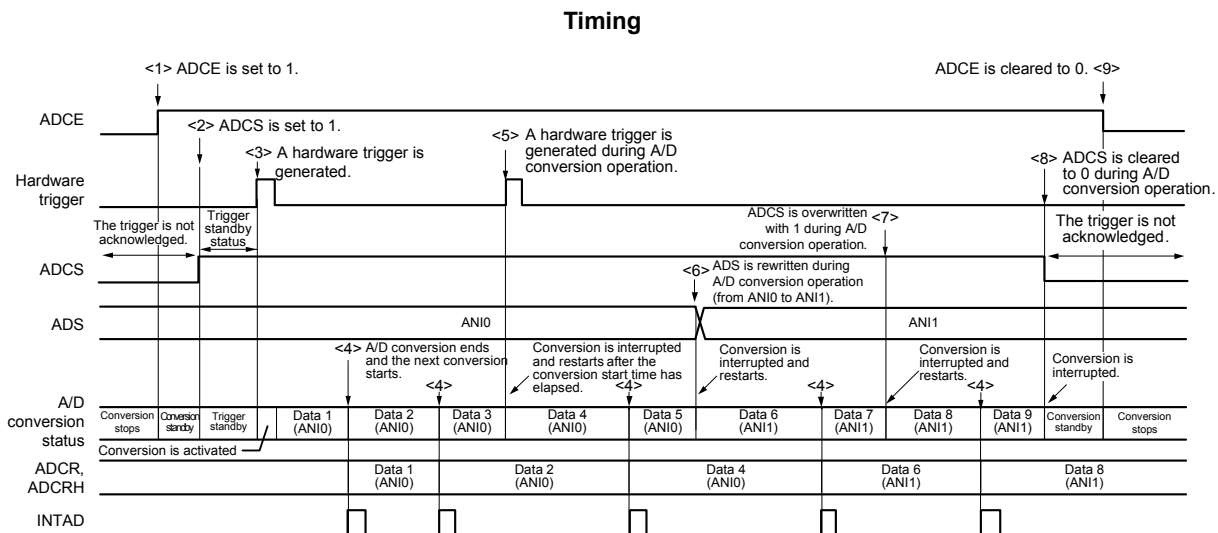 Timing
<1> ADCE is set to 1.
ADCE is cleared to 0. <9>
ADCE
<2> ADCS is set to 1.
<3> A hardware trigger is
generated.
<5> A hardware trigger is
generated during A/D
conversion operation.
<8> ADCS is cleared
to 0 during A/D
conversion operation.
Hardware
trigger
The trigger is not
acknowledged.
Trigger
standby
status
ADCS is overwritten
with 1 during A/D
conversion operation.
<7>
The trigger is not
acknowledged.
ADCS
<6> ADS is rewritten during
A/D conversion operation
(from ANI0 to ANI1).
ADS
ANI0
ANI1
<4> A/D conversion ends
and the next conversion
starts.
Conversion is interrupted
and restarts after the
conversion start time has
elapsed.
Conversion is
interrupted and
restarts.
Conversion is
interrupted and
restarts.
Conversion is
interrupted.
<4>
<4>
<4>
<4>
A/D
conversion
status
Conversion
stops
Conversion
standby
Trigger
standby
Data 1
(ANI0)
Data 2
(ANI0)
Data 3
(ANI0)
Data 4
(ANI0)
Data 5
(ANI0)
Data 6
(ANI1)
Data 7
(ANI1)
Data 8
(ANI1)
Data 9
(ANI1)
Conversion
standby
Conversion
stops
Conversion is activated
ADCR,
ADCRH
Data 1
(ANI0)
Data 2
(ANI0)
Data 4
(ANI0)
Data 6
(ANI1)
Data 8
(ANI1)
INTAD